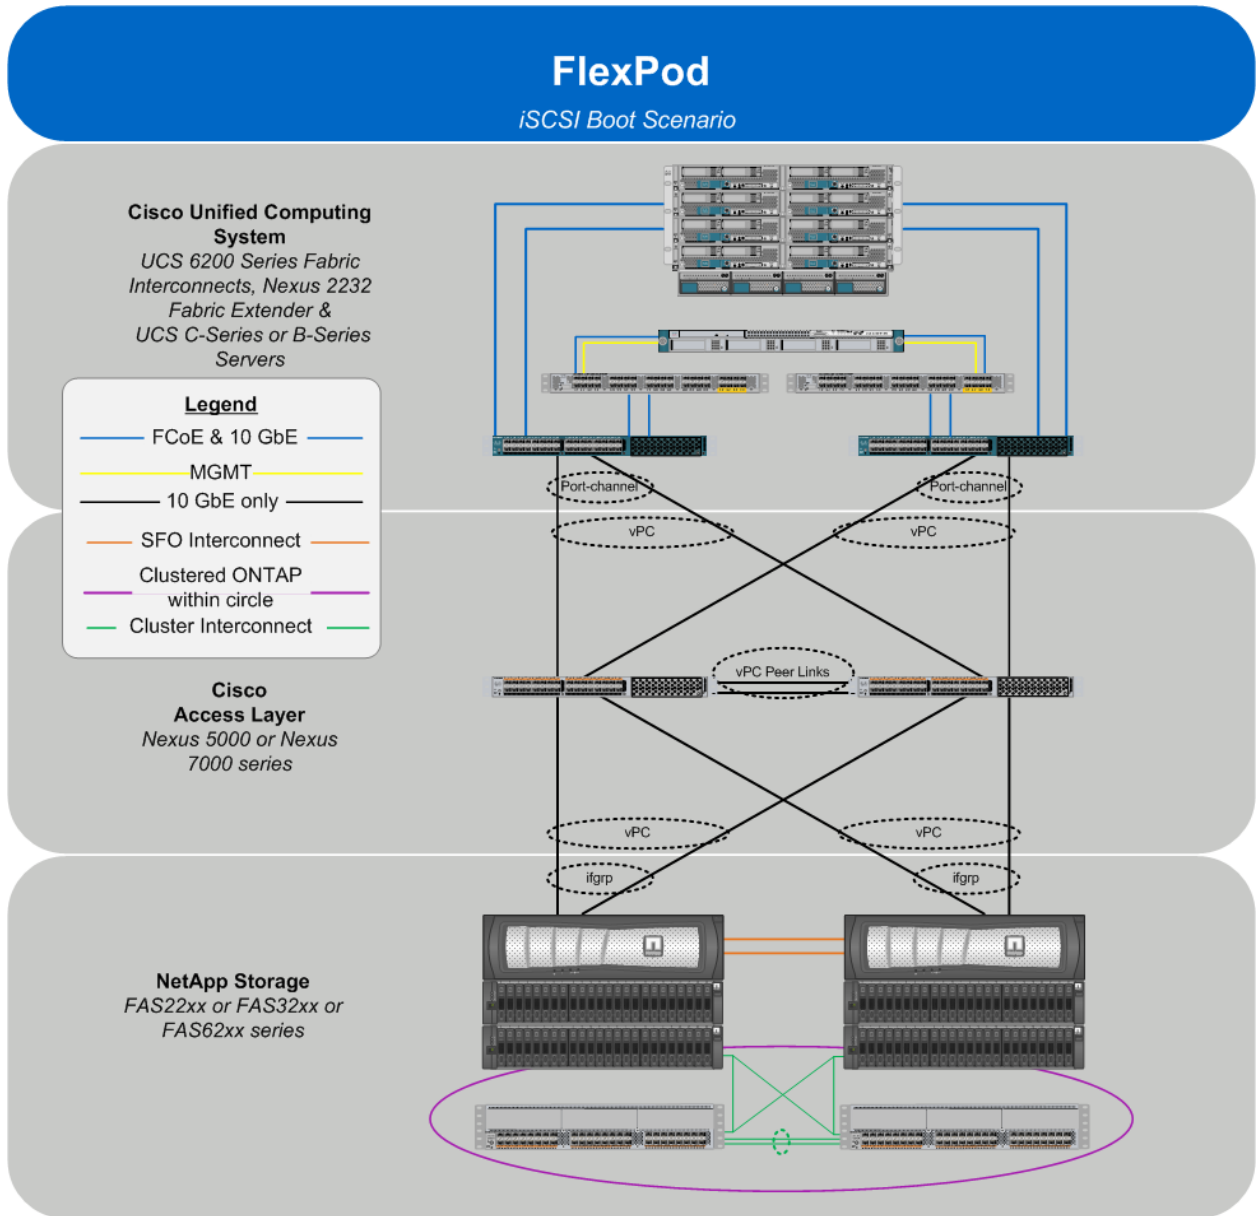 FlexPod
iSCSI Boot Scenario
Cisco Unified Computing
System
UCS 6200 Series Fabric
Interconnects, Nexus 2232
Fabric Extender &
UCS C-Series or B-Series
Servers
Legend
FCoE & 10 GbE
MGMT
10 GbE only
SFO Interconnect
Clustered ONTAP
within circle
Cluster Interconnect
Port-channel
Port-channel
vPC
vPC
vPC Peer Links
Cisco
Access Layer
Nexus 5000 or Nexus
7000 series
vPC
vPC
ifgrp
ifgrp
NetApp Storage
FAS22xx or FAS32xx or
FAS62xx series